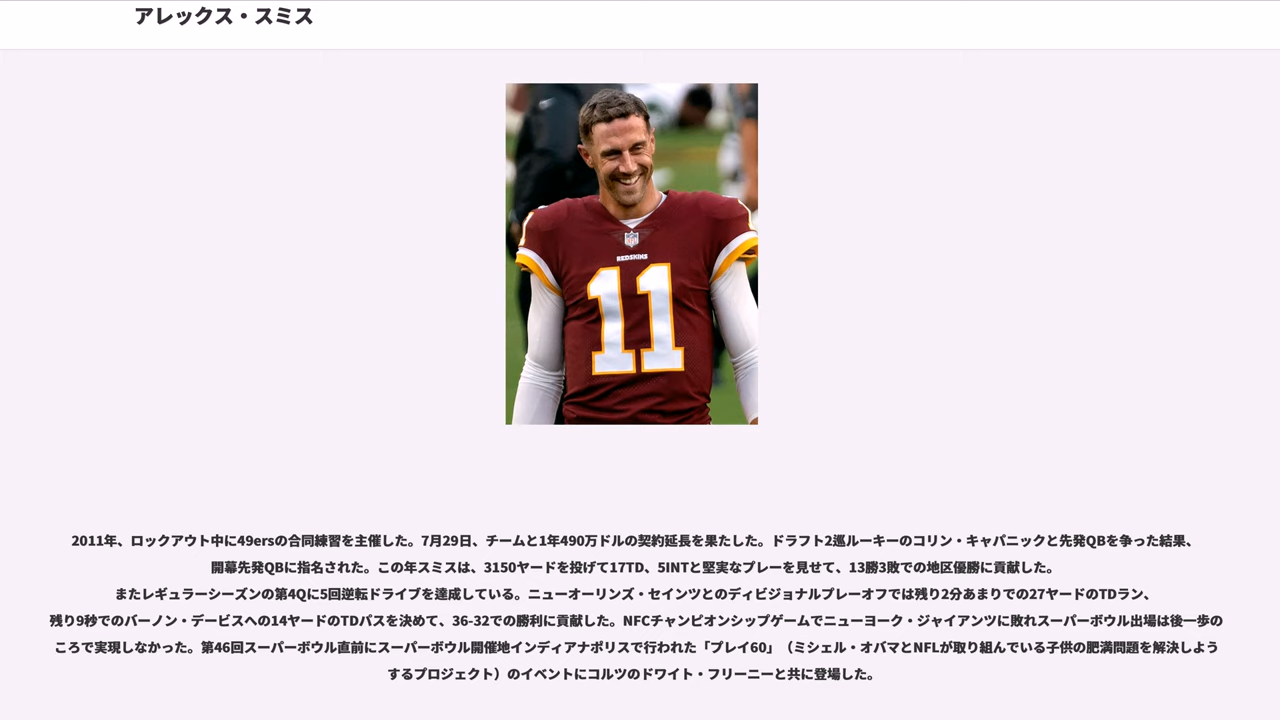 アレックス・スミス
REDSKINS
11
2011年、ロックアウト中に49ersの合同練習を主催した。7月29日、チームと1年490万ドルの契約延長を果たした。ドラフト2巡ルーキーのコリン・キャパニックと先発QBを争った結果、
開幕先発QBに指名された。この年スミスは、3150ヤードを投げて17TD、5INTと堅実なプレーを見せて、13勝3敗での地区優勝に貢献した。
またレギュラーシーズンの第4Qに5回逆転ドライブを達成している。ニューオーリンズ・セインツとのディビジョナルプレーオフでは残り2分あまりでの27ヤードのTDラン、
残り9秒でのバーノン・デービスへの14ヤードのTDパスを決めて、36-32での勝利に貢献した。NFCチャンピオンシップゲームでニューヨーク・ジャイアンツに敗れスーパーボウル出場は後一歩の
ころで実現しなかった。第46回スーパーボウル直前にスーパーボウル開催地インディアナポリスで行われた「プレイ60」（ミシェル・オバマとNFLが取り組んでいる子供の肥満問題を解決しよう
するプロジェクト）のイベントにコルツのドワイト・フリーニーと共に登場した。